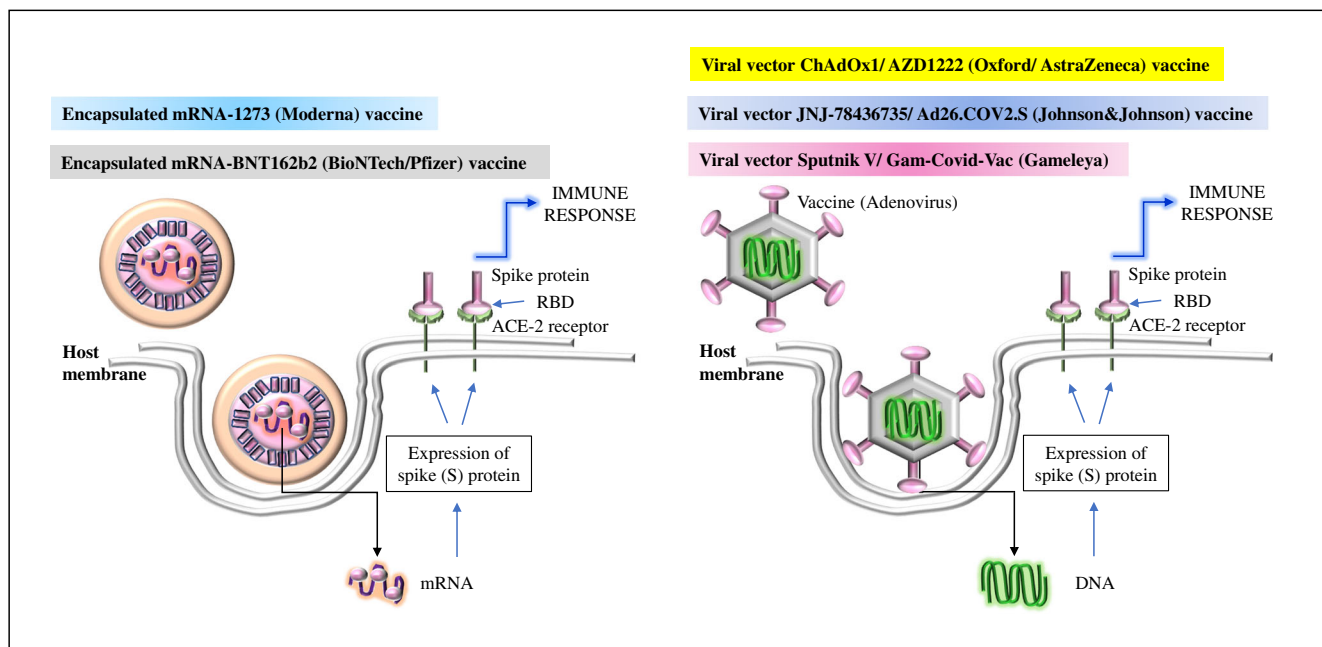 Encapsulated mRNA-1273 (Moderna) vaccine
Encapsulated mRNA-BNT162b2 (BioNTech/Pfizer) vaccine
IMMUNE
RESPONSE
Spike protein
RBD
ACE-2 receptor
Host
membrane
Expression of
spike (S) protein
mRNA
Viral vector ChAdOx1/ AZD1222 (Oxford/ AstraZeneca) vaccine
Viral vector JNJ-78436735/ Ad26.COV2.S (Johnson&Johnson) vaccine
Viral vector Sputnik V/ Gam-Covid-Vac (Gameleya)
Vaccine (Adenovirus)
IMMUNE
RESPONSE
Spike protein
RBD
ACE-2 receptor
Host
membrane
Expression of
spike (S) protein
DNA